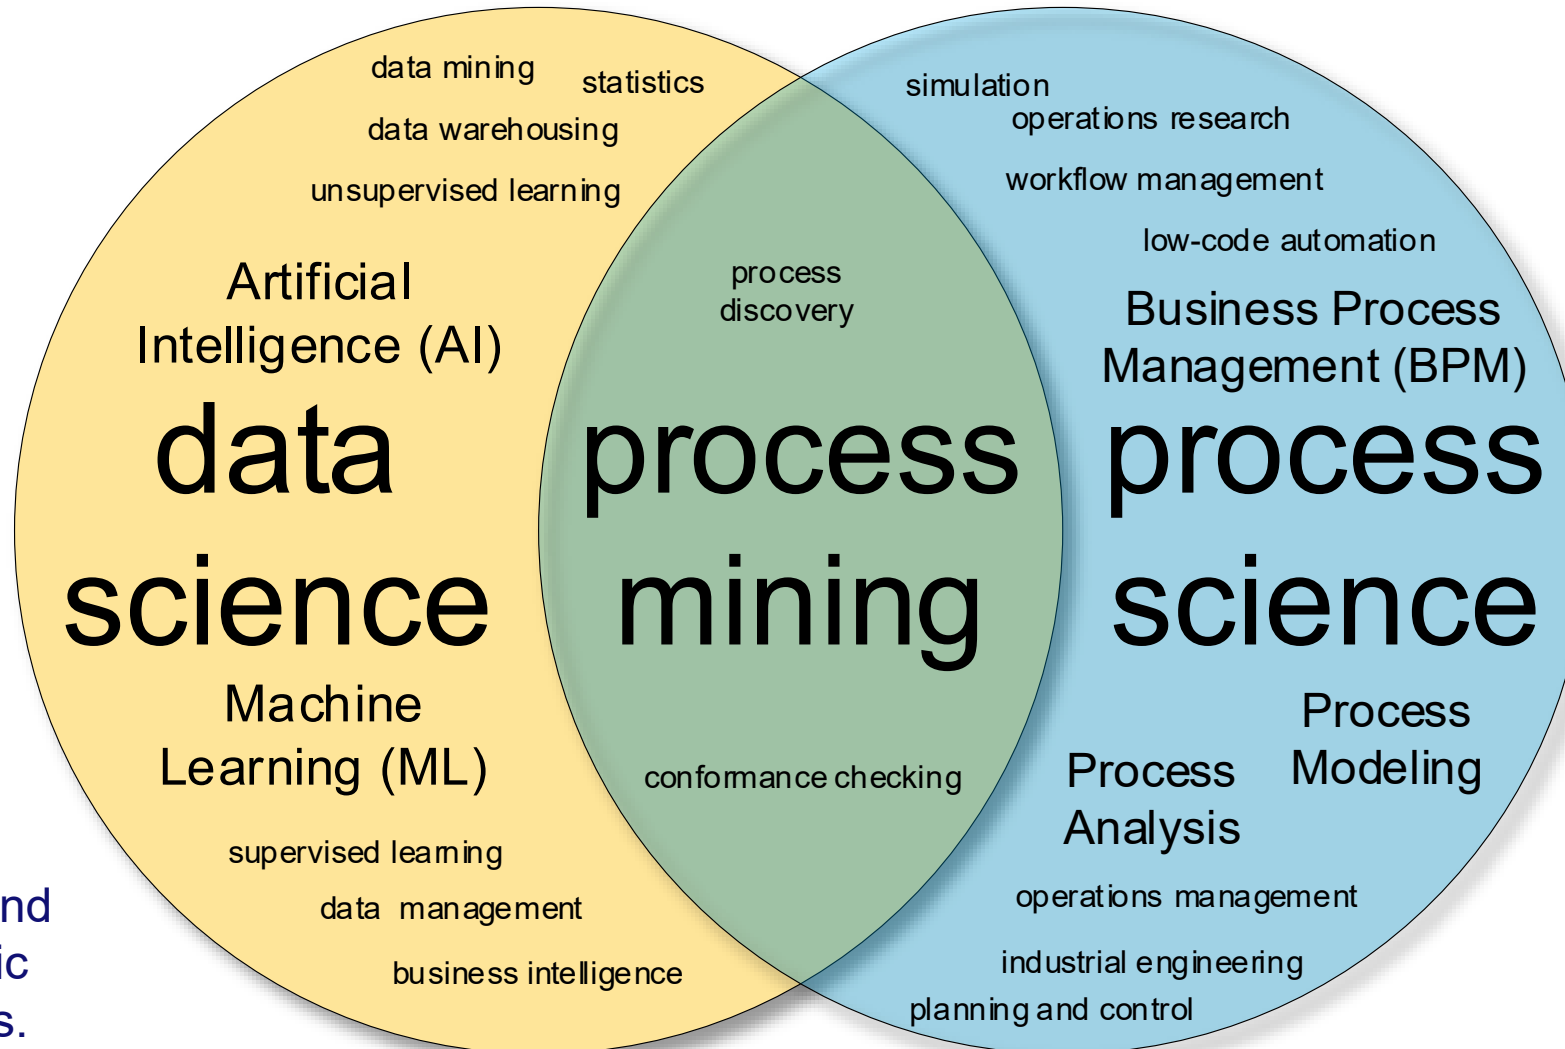 data mining
statistics
data warehousing
unsupervised learning
Artificial
Intelligence (AI)
data
science
Machine
Learning (ML)
supervised learning
data management
business intelligence
process
discovery
process
mining
conformance checking
simulation
operations research
workflow management
low-code automation
Business Process
Management (BPM)
process
science
Process
Modeling
Process
Analysis
operations management
industrial engineering
planning and control